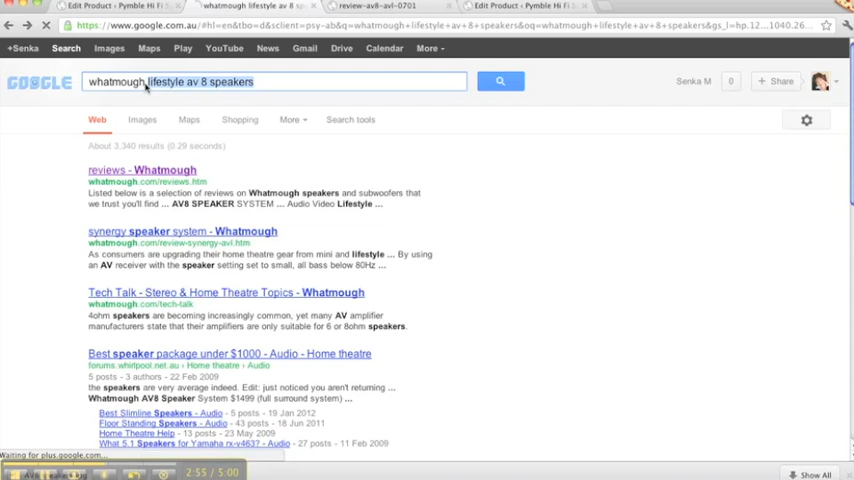 Edit Product › Pymble Hi Fi S... whatmough lifestyle av 8 sp... review-av8-avl-0701 Edit Product ‹ Pymble Hi Fi S...
https://www.google.com.au/#hl=en&tbo=d&sclient=psy-ab&q=whatmough+lifestyle+av+8+speakers&oq=whatmough+lifestyle+av+8+speakers&gs_l=hp.12...1040.26...
+Senka Search Images Maps Play YouTube News Gmail Drive Calendar More
GOOGLE whatmough lifestyle av 8 speakers Senka M 0 + Share
Web Images Maps Shopping More Search tools
About 3,340 results (0.29 seconds)
reviews - Whatmough
whatmough.com/reviews.htm
Listed below is a selection of reviews on Whatmough speakers and subwoofers that
we trust you'll find ... AV8 SPEAKER SYSTEM ... Audio Video Lifestyle ...
synergy speaker system - Whatmough
whatmough.com/review-synergy-avl.htm
As consumers are upgrading their home theatre gear from mini and lifestyle ... By using
an AV receiver with the speaker setting set to small, all bass below 80Hz ...
Tech Talk - Stereo & Home Theatre Topics - Whatmough
whatmough.com/tech-talk
4ohm speakers are becoming increasingly common, yet many AV amplifier
manufacturers state that their amplifiers are only suitable for 6 or 8ohm speakers.
Best speaker package under $1000 - Audio - Home theatre
forums.whirlpool.net.au › Home theatre › Audio
5 posts - 3 authors - 22 Feb 2009
the speakers are very average indeed. Edit: just noticed you aren't returning ...
Whatmough AV8 Speaker System $1499 (full surround system) ...
Best Slimline Speakers - Audio - 5 posts - 19 Jan 2012
Floor Standing Speakers - Audio - 43 posts - 18 Jun 2011
Home Theatre Help - 13 posts - 23 May 2009
What 5.1 Speakers for Yamaha rx-v463? - Audio - 27 posts - 11 Feb 2009
Waiting for plus.google.com...
2:55 / 5:00 Show All